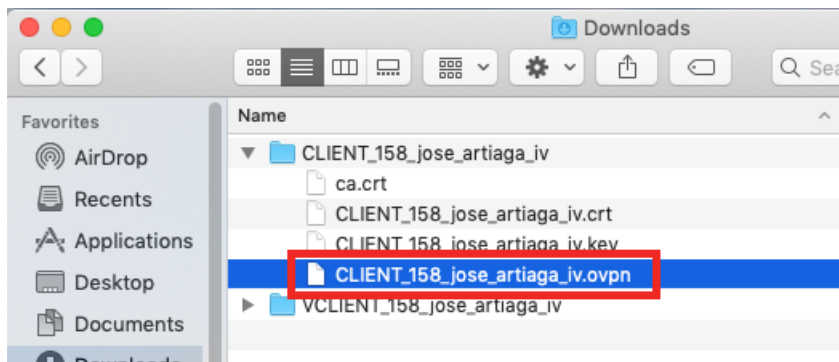 Downloads
Sea
Favorites
Name
AirDrop
CLIENT_158_jose_artiaga_iv
ca.crt
Recents
CLIENT_158_jose_artiaga_iv.crt
Applications
CLIENT_158_jose_artiaga_iv.key
Desktop
CLIENT_158_jose_artiaga_iv.ovpn
VCLIENT_158_jose_artiaga_iv
Documents
Downloads